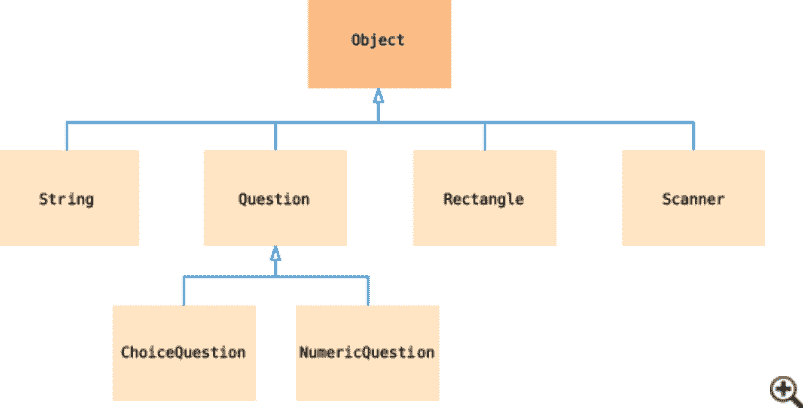 Object
String
Question
Rectangle
Scanner
ChoiceQuestion
NumericQuestion